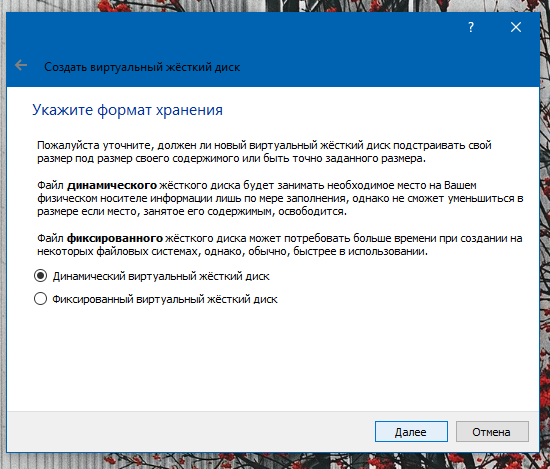 ?
Создать виртуальный жёсткий диск
Укажите формат хранения
Пожалуйста уточните, должен ли новый виртуальный жёсткий диск подстраивать свой
размер под размер своего содержимого или быть точно заданного размера.
Файл динамического жёсткого диска будет занимать необходимое место на Вашем
физическом носителе информации лишь по мере заполнения, однако не сможет уменьшиться в
размере если место, занятое его содержимым, освободится.
Файл фиксированного жёсткого диска может потребовать больше времени при создании на
некоторых файловых системах, однако, обычно, быстрее в использовании.
Динамический виртуальный жёсткий диск
Фиксированный виртуальный жёсткий диск
Далее Отмена